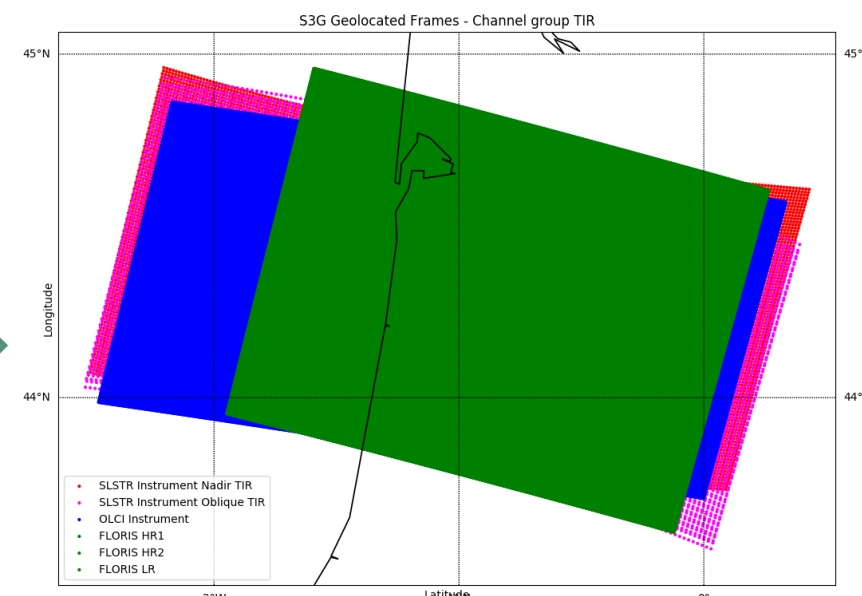 S3G Geolocated Frames - Channel group TIR
45°N
45°
Longitude
44°N
44°
SLSTR Instrument Nadir TIR
SLSTR Instrument Oblique TIR
OLCI Instrument
FLORIS HR1
FLORIS HR2
FLORIS LR
Latitude